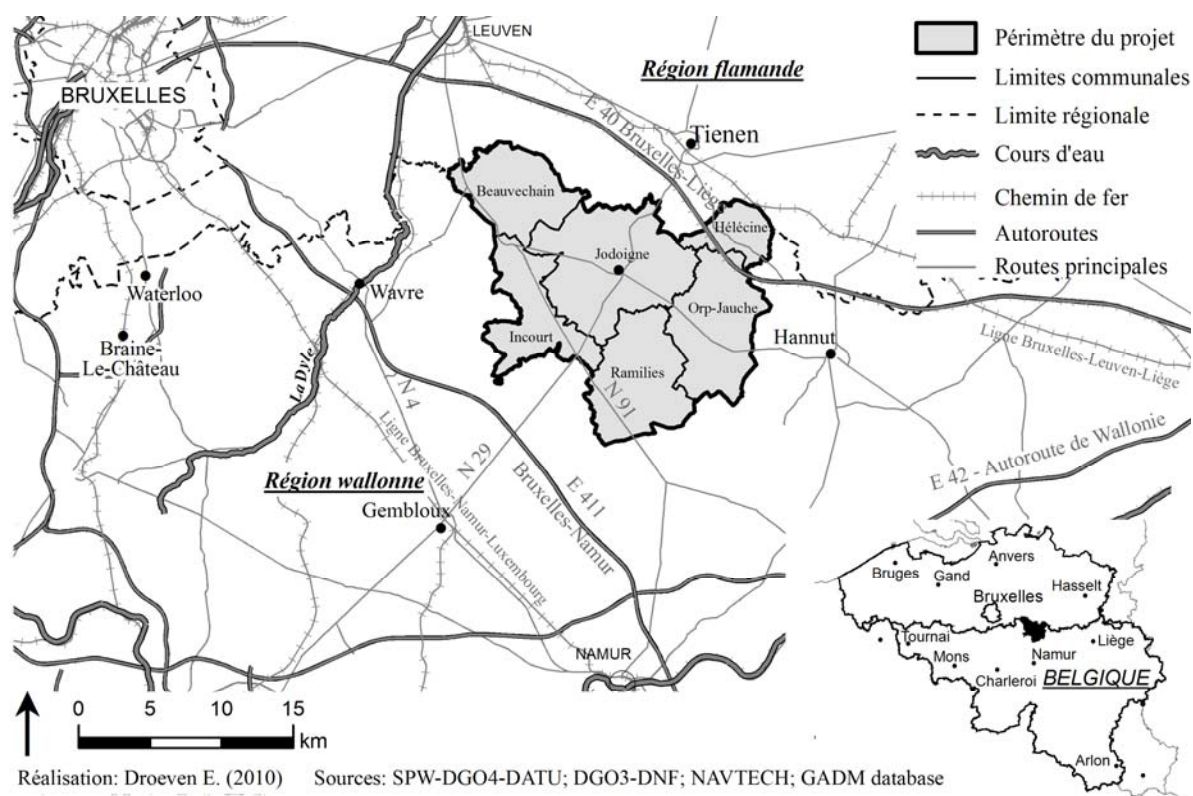 LEUVEN
Région flamande
BRUXELLES
E 40 Bruxelles-Liège
Tienen
Beauvechain
Hélécine
Jodoigne
Waterloo
Wavre
Orp-Jauche
Braine-
Le-Château
Incourt
Hannut
Ramilies
La Dyle
N 4
N 91
Ligne Bruxelles-Leuven-Liège
Ligne Bruxelles-Namur-Luxembourg
N 29
E 411
Bruxelles-Namur
E 42 - Autoroute de Wallonie
Région wallonne
Gembloux
NAMUR
Périmètre du projet
Limites communales
Limite régionale
Cours d'eau
Chemin de fer
Autoroutes
Routes principales
Anvers
Bruges
Gand
Hasselt
Bruxelles
Tournai
Liège
Mons
Namur
Charleroi
BELGIQUE
Arlon
0 5 10 15
km
Réalisation: Droeven E. (2010) Sources: SPW-DGO4-DATU; DGO3-DNF; NAVTECH; GADM database